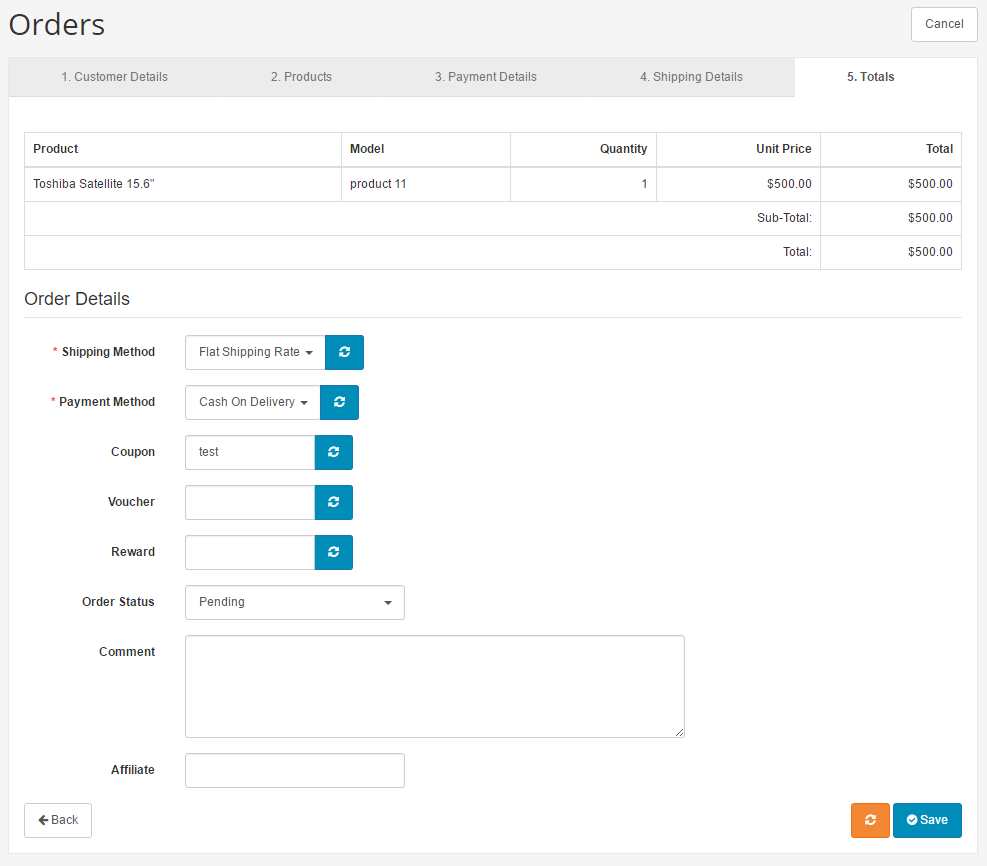 Orders
Cancel
1. Customer Details 2. Products 3. Payment Details 4. Shipping Details 5. Totals
Product Model Quantity Unit Price Total
Toshiba Satellite 15.6" product 11 1 $500.00 $500.00
Sub-Total: $500.00
Total: $500.00
Order Details
* Shipping Method Flat Shipping Rate
* Payment Method Cash On Delivery
Coupon test
Voucher
Reward
Order Status Pending
Comment
Affiliate
Back Save